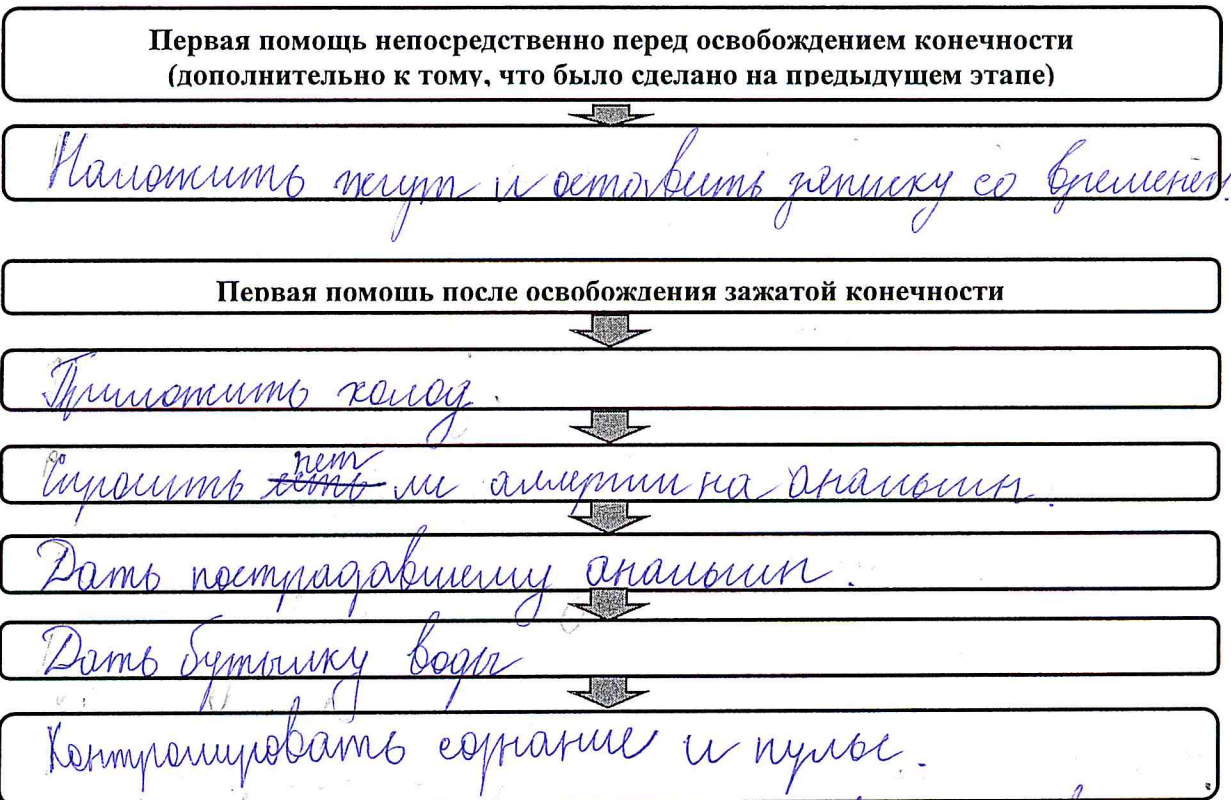 Первая помощь непосредственно перед освобождением конечности
(дополнительно к тому, что было сделано на предыдущем этапе)
Наложить жгут и оставить записку со временем.
Первая помощь после освобождения зажатой конечности
Приложить холод.
Спросить есть нет ли аллергии на анальгин.
Дать пострадавшему анальгин.
Дать бутылку воды
Контролировать сознание и пульс.